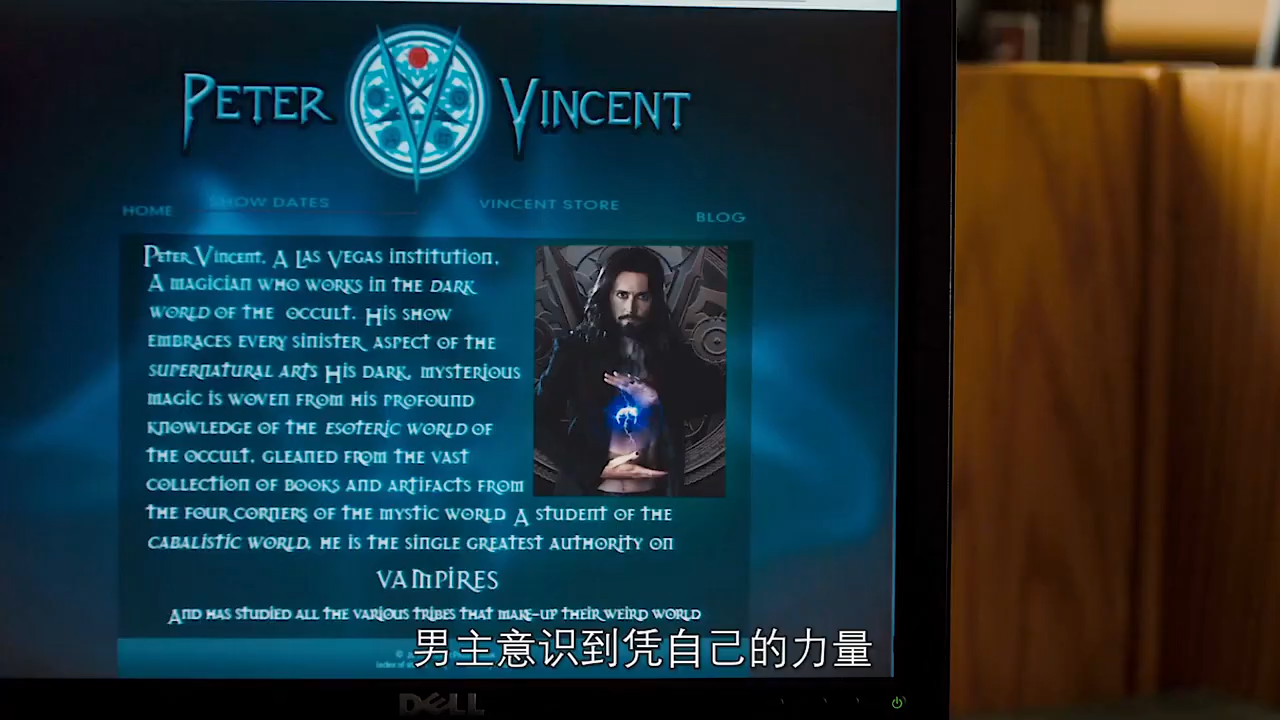 PETER VINCENT
HOME SHOW DATES VINCENT STORE BLOG
PETER VINCENT. A LAS VEGAS INSTITUTION.
A MAGICIAN WHO WORKS IN THE DARK
WORLD OF THE OCCULT. HIS SHOW
EMBRACES EVERY SINISTER ASPECT OF THE
SUPERNATURAL ARTS HIS DARK, MYSTERIOUS
MAGIC IS WOVEN FROM HIS PROFOUND
KNOWLEDGE OF THE ESOTERIC WORLD OF
THE OCCULT, GLEANED FROM THE VAST
COLLECTION OF BOOKS AND ARTIFACTS FROM
THE FOUR CORNERS OF THE MYSTIC WORLD A STUDENT OF THE
CABALISTIC WORLD, HE IS THE SINGLE GREATEST AUTHORITY ON
VAMPIRES
AND HAS STUDIED ALL THE VARIOUS TRIBES THAT MAKE-UP THEIR WEIRD WORLD
男主意识到凭自己的力量
DELL